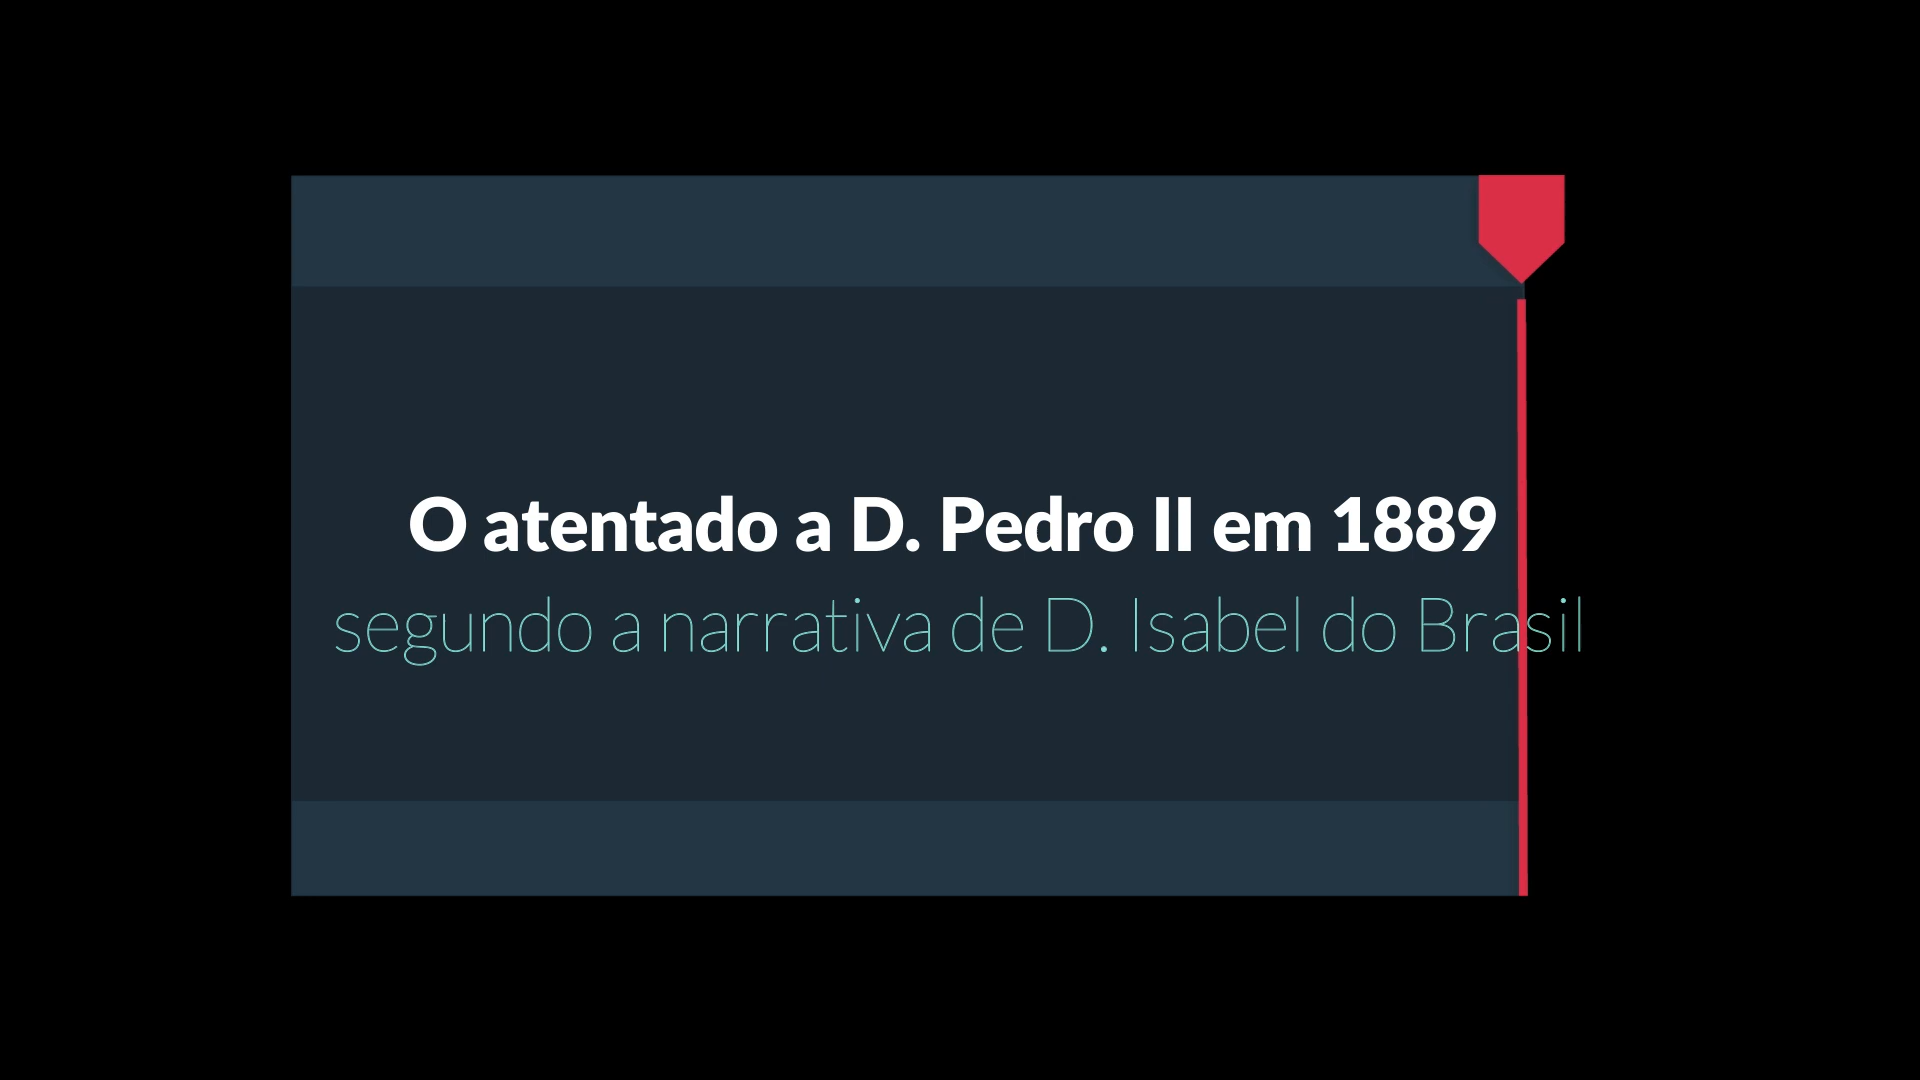 O atentado a D. Pedro II em 1889
segundo a narrativa de D. Isabel do Brasil